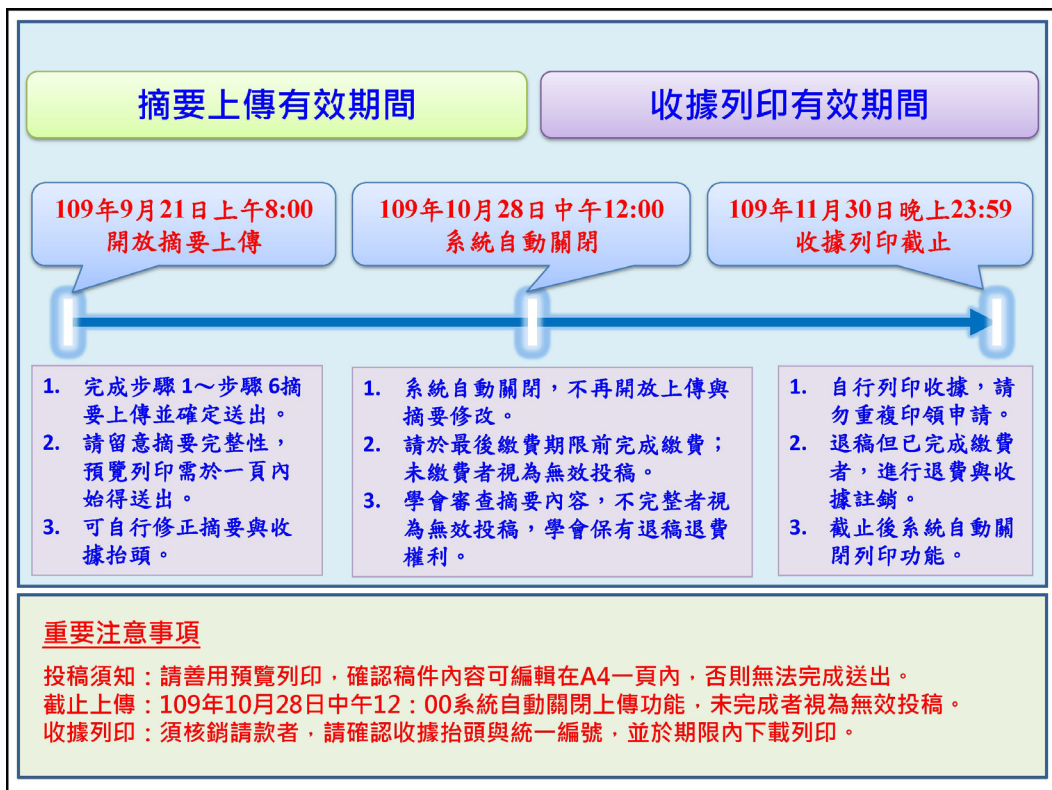 摘要上傳有效期間
收據列印有效期間
109年9月21日上午8:00
開放摘要上傳
109年10月28日中午12:00
系統自動關閉
109年11月30日晚上23:59
收據列印截止
1. 完成步驟1～步驟6摘
要上傳並確定送出。
2. 請留意摘要完整性，
預覽列印需於一頁內
始得送出。
3. 可自行修正摘要與收
據抬頭。
1. 系統自動關閉，不再開放上傳與
摘要修改。
2. 請於最後繳費期限前完成繳費；
未繳費者視為無效投稿。
3. 學會審查摘要內容，不完整者視
為無效投稿，學會保有退稿退費
權利。
1. 自行列印收據，請
勿重複印領申請。
2. 退稿但已完成繳費
者，進行退費與收
據註銷。
3. 截止後系統自動關
閉列印功能。
重要注意事項
投稿須知：請善用預覽列印，確認稿件內容可編輯在A4一頁內，否則無法完成送出。
截止上傳：109年10月28日中午12：00系統自動關閉上傳功能，未完成者視為無效投稿。
收據列印：須核銷請款者，請確認收據抬頭與統一編號，並於期限內下載列印。